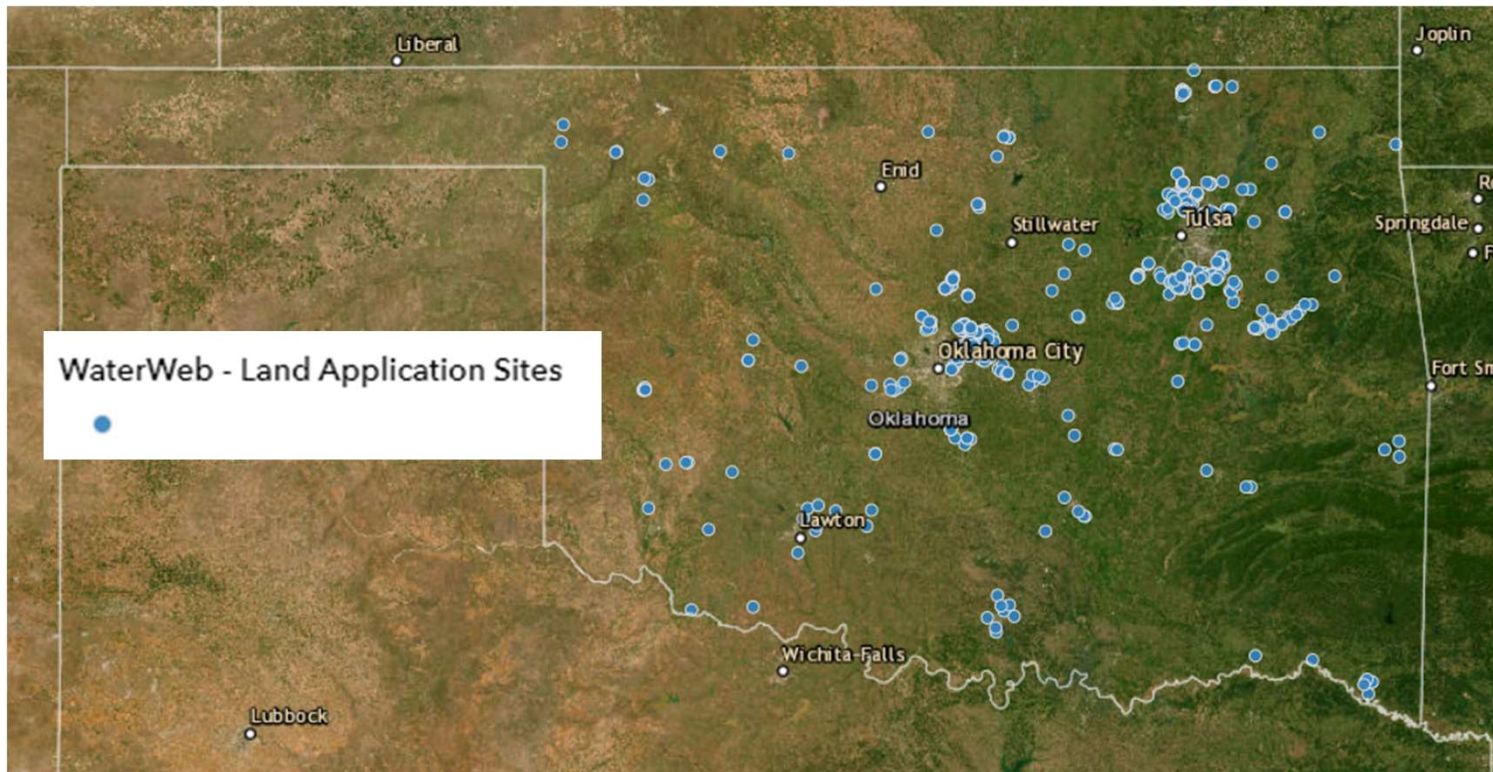 Liberal
Joplin
Enid
Stillwater
Tulsa
Springdale
WaterWeb - Land Application Sites
Oklahoma City
Fort Sm
Oklahoma
Lawton
Wichita Falls
Lubbock